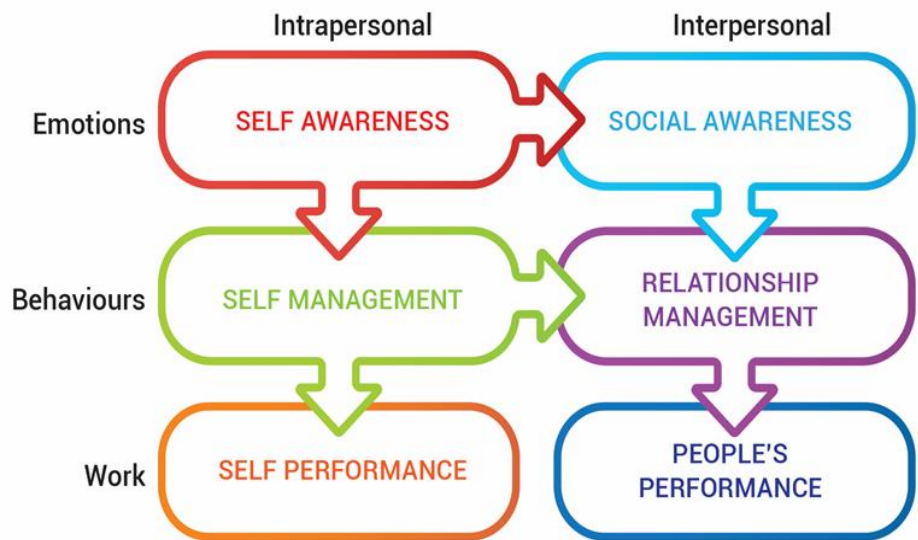 Intrapersonal
Interpersonal
Emotions
SELF AWARENESS
SOCIAL AWARENESS
Behaviours
SELF MANAGEMENT
RELATIONSHIP
MANAGEMENT
Work
SELF PERFORMANCE
PEOPLE'S
PERFORMANCE